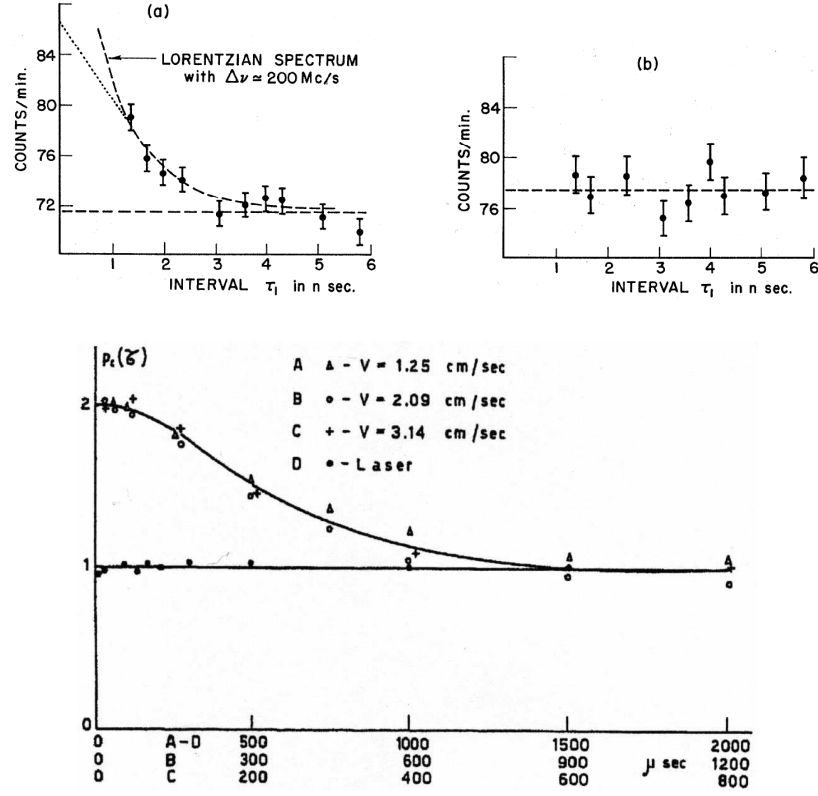 (a)
84
80
76
72
COUNTS/min.
LORENTZIAN SPECTRUM
with Δν ≃ 200 Mc/s
1 2 3 4 5 6
INTERVAL τ₁ in n sec.
(b)
84
80
76
COUNTS/min.
1 2 3 4 5 6
INTERVAL τ₁ in n sec.
Pc(τ)
2
1
0
A Δ - V = 1.25 cm/sec
B o - V = 2.09 cm/sec
C + - V = 3.14 cm/sec
D • - Laser
0 A-D 500 1000 1500 2000
0 B 300 600 900 μ sec 1200
0 C 200 400 600 800